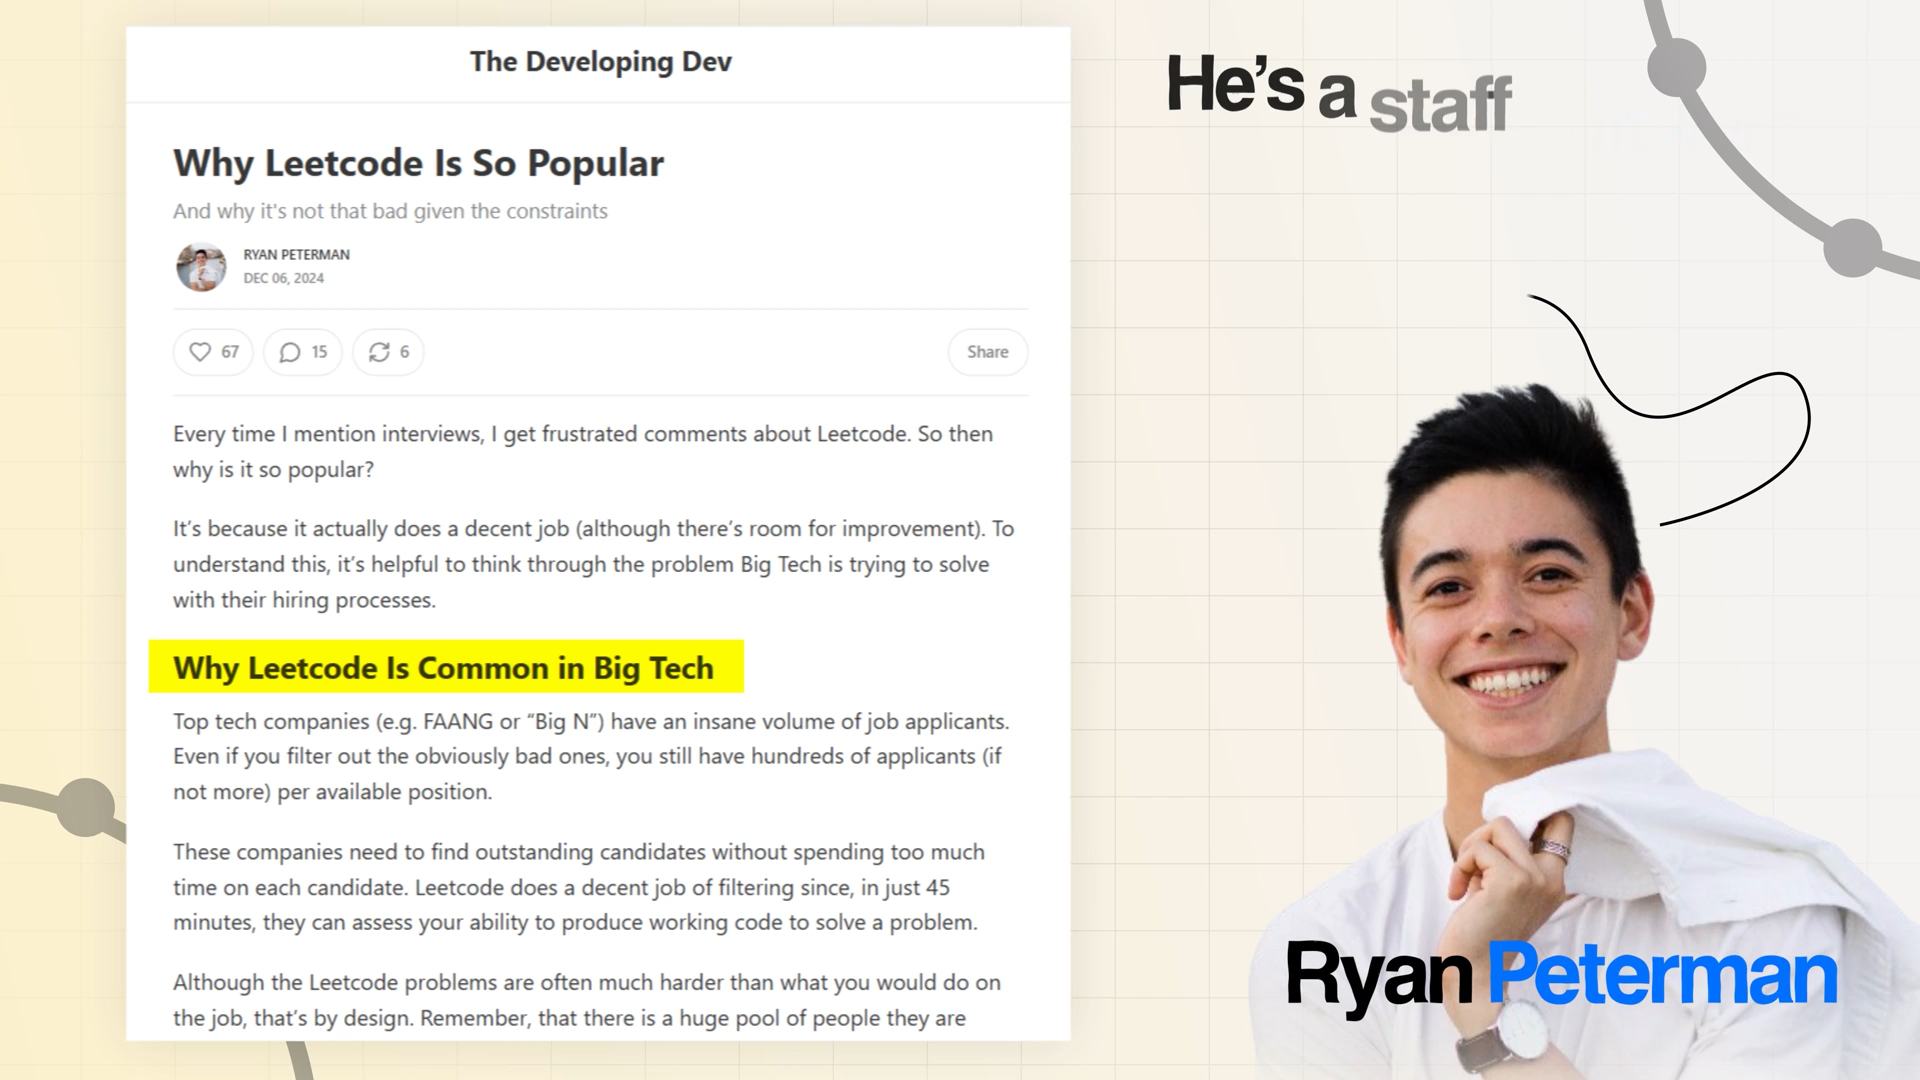 The Developing Dev
Why Leetcode Is So Popular
And why it's not that bad given the constraints
RYAN PETERMAN
DEC 06, 2024
67 15 6 Share
Every time I mention interviews, I get frustrated comments about Leetcode. So then
why is it so popular?
It’s because it actually does a decent job (although there’s room for improvement). To
understand this, it’s helpful to think through the problem Big Tech is trying to solve
with their hiring processes.
Why Leetcode Is Common in Big Tech
Top tech companies (e.g. FAANG or “Big N”) have an insane volume of job applicants.
Even if you filter out the obviously bad ones, you still have hundreds of applicants (if
not more) per available position.
These companies need to find outstanding candidates without spending too much
time on each candidate. Leetcode does a decent job of filtering since, in just 45
minutes, they can assess your ability to produce working code to solve a problem.
Although the Leetcode problems are often much harder than what you would do on
the job, that’s by design. Remember, that there is a huge pool of people they are
He’s a staff
Ryan Peterman